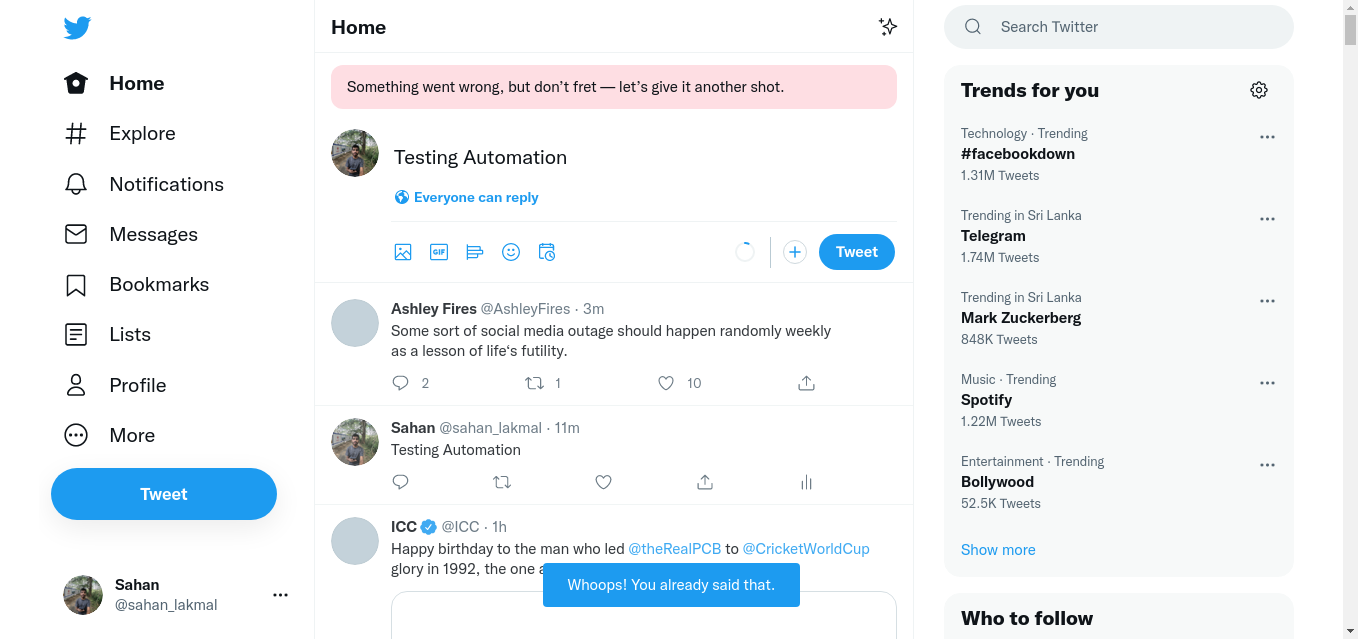 Home
Explore
Notifications
Messages
Bookmarks
Lists
Profile
More
Tweet
Sahan
@sahan_lakmal
Home
Something went wrong, but don’t fret — let’s give it another shot.
Testing Automation
Everyone can reply
GIF
Tweet
Ashley Fires @AshleyFires · 3m
Some sort of social media outage should happen randomly weekly
as a lesson of life‘s futility.
2 1 10
Sahan @sahan_lakmal · 11m
Testing Automation
ICC @ICC · 1h
Happy birthday to the man who led @theRealPCB to @CricketWorldCup
glory in 1992, the one a
Whoops! You already said that.
Search Twitter
Trends for you
Technology · Trending
#facebookdown
1.31M Tweets
Trending in Sri Lanka
Telegram
1.74M Tweets
Trending in Sri Lanka
Mark Zuckerberg
848K Tweets
Music · Trending
Spotify
1.22M Tweets
Entertainment · Trending
Bollywood
52.5K Tweets
Show more
Who to follow